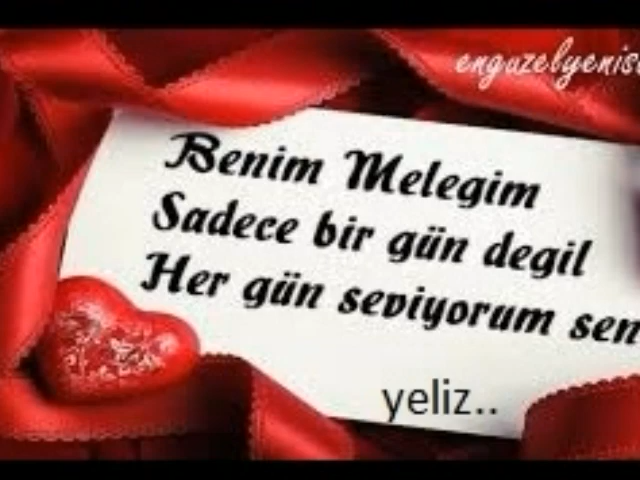 enguzelyenis
Benim Melegim
Sadece bir gün degil
Her gün seviyorum sen
yeliz..